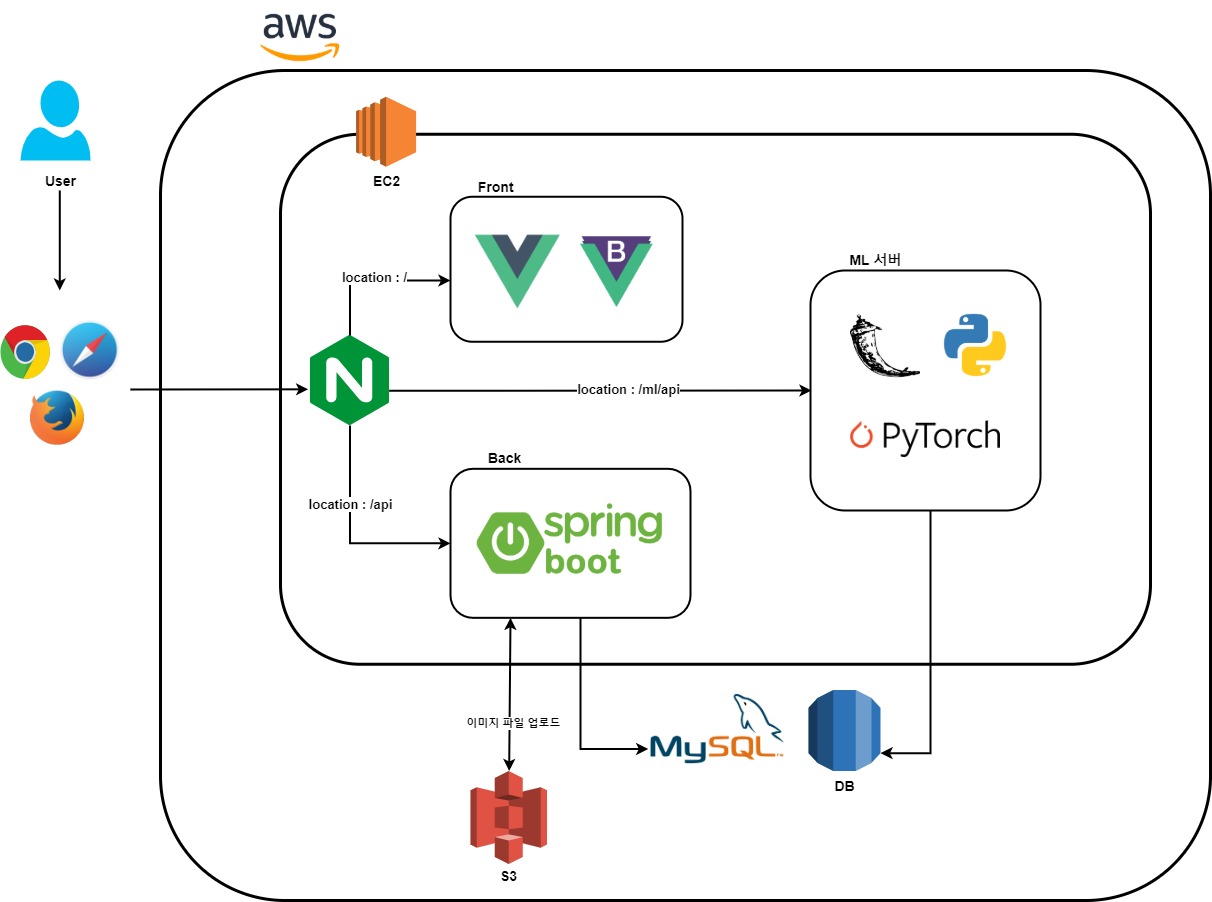 aws
User
EC2
Front
B
location : /
ML 서버
N
location : /ml/api
PyTorch
Back
location : /api
spring
boot
이미지 파일 업로드
MySQL
DB
S3